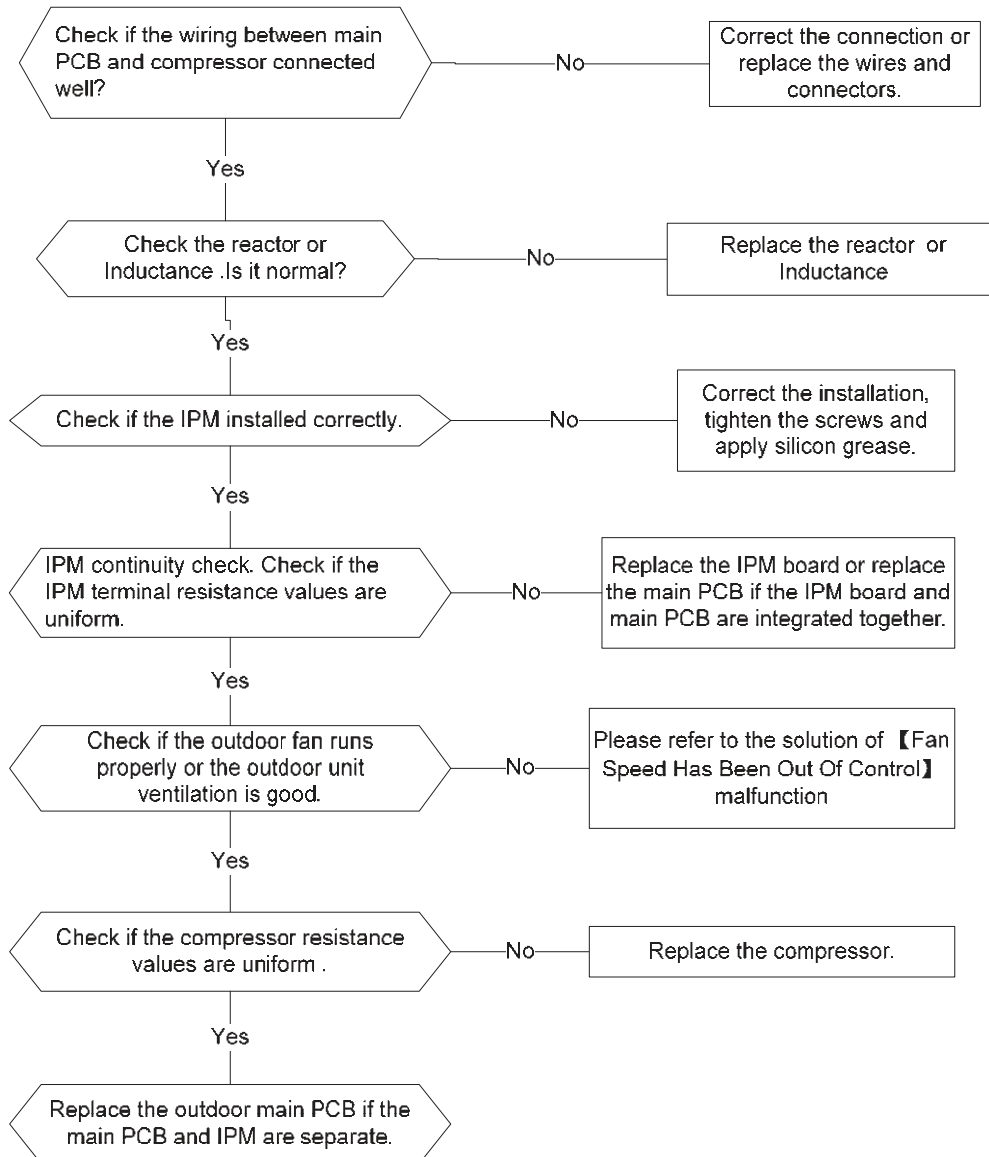 Check if the wiring between main
PCB and compressor connected
well?
No
Correct the connection or
replace the wires and
connectors.
Yes
Check the reactor or
Inductance .Is it normal?
No
Replace the reactor or
Inductance
Yes
Check if the IPM installed correctly.
No
Correct the installation,
tighten the screws and
apply silicon grease.
Yes
IPM continuity check. Check if the
IPM terminal resistance values are
uniform.
No
Replace the IPM board or replace
the main PCB if the IPM board and
main PCB are integrated together.
Yes
Check if the outdoor fan runs
properly or the outdoor unit
ventilation is good.
No
Please refer to the solution of 【Fan
Speed Has Been Out Of Control】
malfunction
Yes
Check if the compressor resistance
values are uniform .
No
Replace the compressor.
Yes
Replace the outdoor main PCB if the
main PCB and IPM are separate.